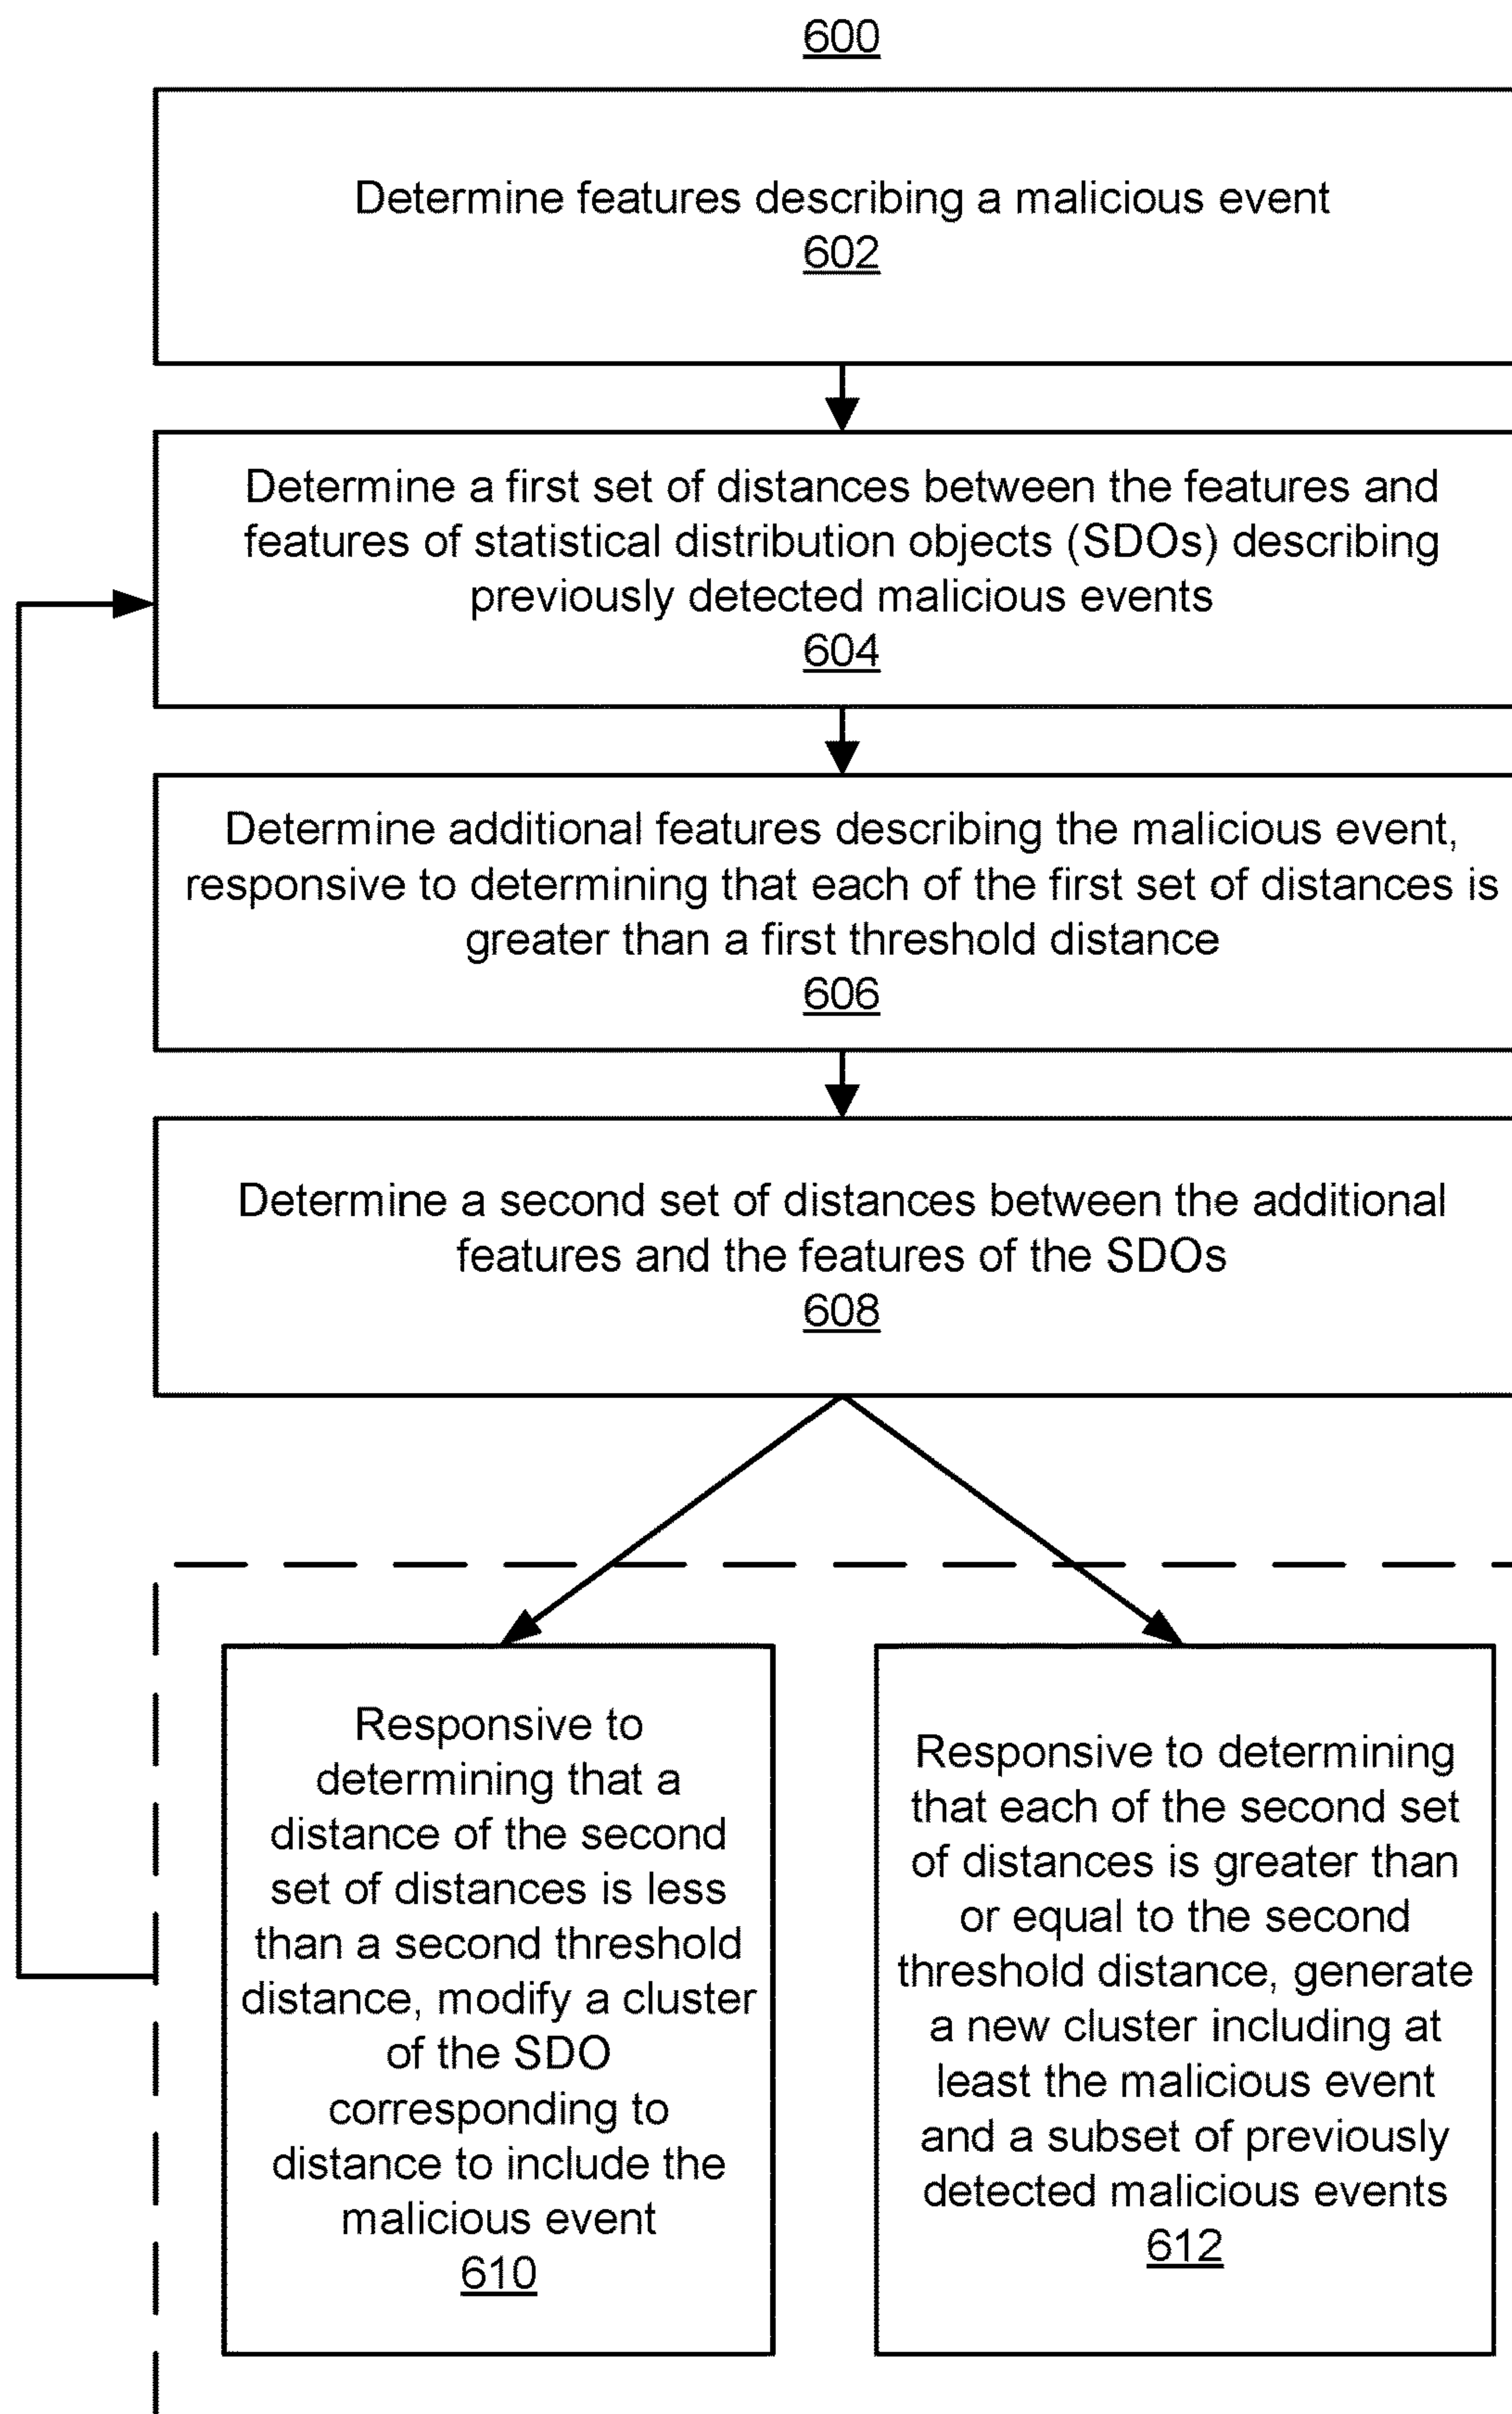 600
Determine features describing a malicious event
602
Determine a first set of distances between the features and
features of statistical distribution objects (SDOs) describing
previously detected malicious events
604
Determine additional features describing the malicious event,
responsive to determining that each of the first set of distances is
greater than a first threshold distance
606
Determine a second set of distances between the additional
features and the features of the SDOs
608
Responsive to
determining that a
distance of the second
set of distances is less
than a second threshold
distance, modify a cluster
of the SDO
corresponding to
distance to include the
malicious event
610
Responsive to determining
that each of the second set
of distances is greater than
or equal to the second
threshold distance, generate
a new cluster including at
least the malicious event
and a subset of previously
detected malicious events
612